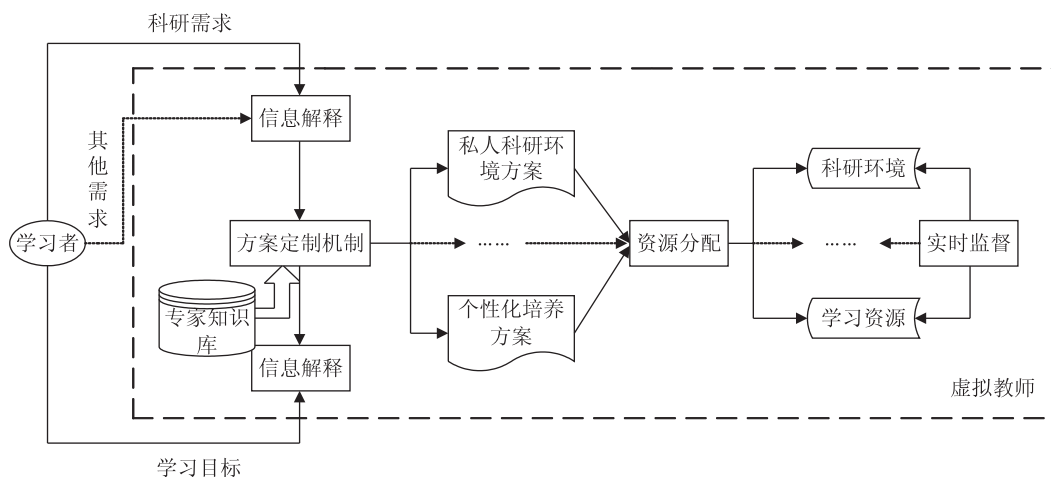 科研需求
信息解释
其他需求
学习者
方案定制机制
专家知识
库
信息解释
学习目标
私人科研环
境方案
……
个性化培养
方案
资源分配
科研环境
……
实时监督
学习资源
虚拟教师